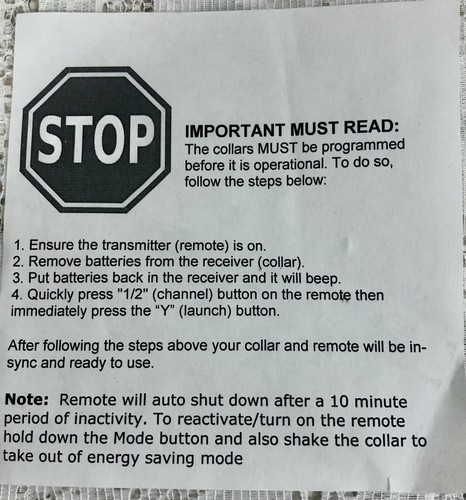 STOP
IMPORTANT MUST READ:
The collars MUST be programmed
before it is operational. To do so,
follow the steps below:
1. Ensure the transmitter (remote) is on.
2. Remove batteries from the receiver (collar).
3. Put batteries back in the receiver and it will beep.
4. Quickly press "1/2" (channel) button on the remote then
immediately press the “Y” (launch) button.
After following the steps above your collar and remote will be in-
sync and ready to use.
Note: Remote will auto shut down after a 10 minute
period of inactivity. To reactivate/turn on the remote
hold down the Mode button and also shake the collar to
take out of energy saving mode